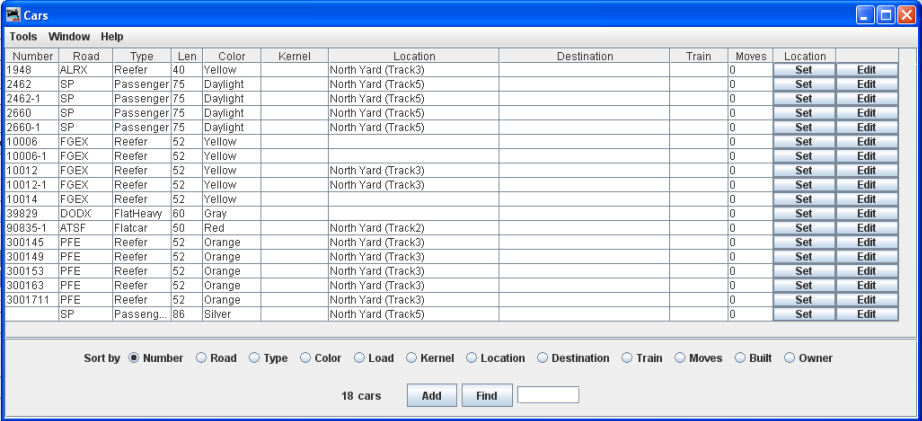 Cars
Tools Window Help
Number Road Type Len Color Kernel Location Destination Train Moves Location
1948 ALRX Reefer 40 Yellow North Yard (Track3) 0 Set Edit
2462 SP Passenger 75 Daylight North Yard (Track5) 0 Set Edit
2462-1 SP Passenger 75 Daylight North Yard (Track5) 0 Set Edit
2660 SP Passenger 75 Daylight North Yard (Track5) 0 Set Edit
2660-1 SP Passenger 75 Daylight North Yard (Track5) 0 Set Edit
10006 FGEX Reefer 52 Yellow 0 Set Edit
10006-1 FGEX Reefer 52 Yellow 0 Set Edit
10012 FGEX Reefer 52 Yellow North Yard (Track3) 0 Set Edit
10012-1 FGEX Reefer 52 Yellow North Yard (Track3) 0 Set Edit
10014 FGEX Reefer 52 Yellow 0 Set Edit
39829 DODX FlatHeavy 60 Gray 0 Set Edit
90835-1 ATSF Flatcar 50 Red North Yard (Track2) 0 Set Edit
300145 PFE Reefer 52 Orange North Yard (Track3) 0 Set Edit
300149 PFE Reefer 52 Orange North Yard (Track3) 0 Set Edit
300153 PFE Reefer 52 Orange North Yard (Track3) 0 Set Edit
300163 PFE Reefer 52 Orange North Yard (Track3) 0 Set Edit
3001711 PFE Reefer 52 Orange North Yard (Track3) 0 Set Edit
SP Passeng... 86 Silver North Yard (Track5) 0 Set Edit
Sort by Number Road Type Color Load Kernel Location Destination Train Moves Built Owner
18 cars Add Find